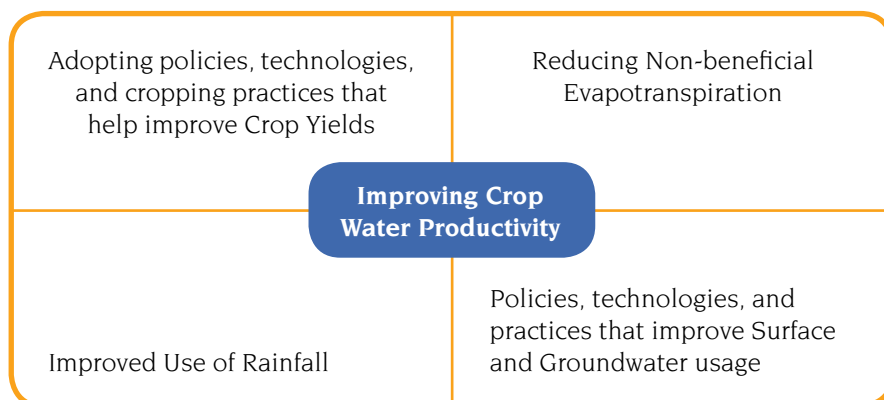 Adopting policies, technologies,
and cropping practices that
help improve Crop Yields
Reducing Non-beneficial
Evapotranspiration
Improving Crop
Water Productivity
Improved Use of Rainfall
Policies, technologies, and
practices that improve Surface
and Groundwater usage